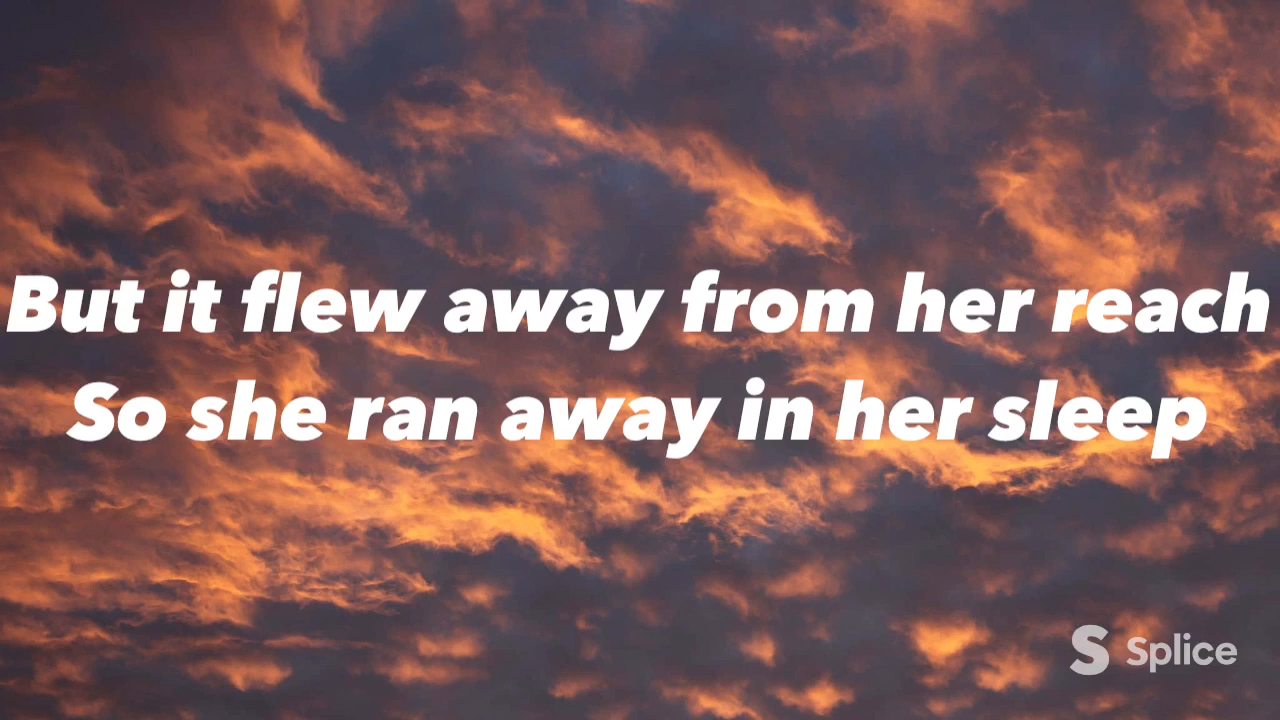 But it flew away from her reach
So she ran away in her sleep
S Splice